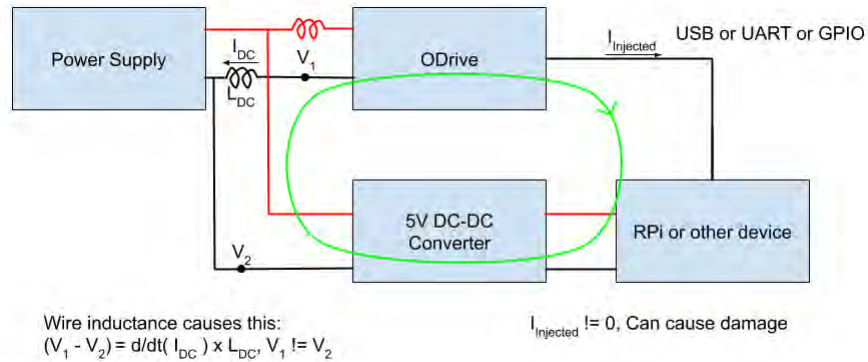 USB or UART or GPIO
Power Supply
I_DC
L_DC
V_1
ODrive
I_Injected
5V DC-DC
Converter
RPi or other device
V_2
Wire inductance causes this:
(V_1 - V_2) = d/dt( I_DC ) x L_DC, V_1 != V_2
I_Injected != 0, Can cause damage